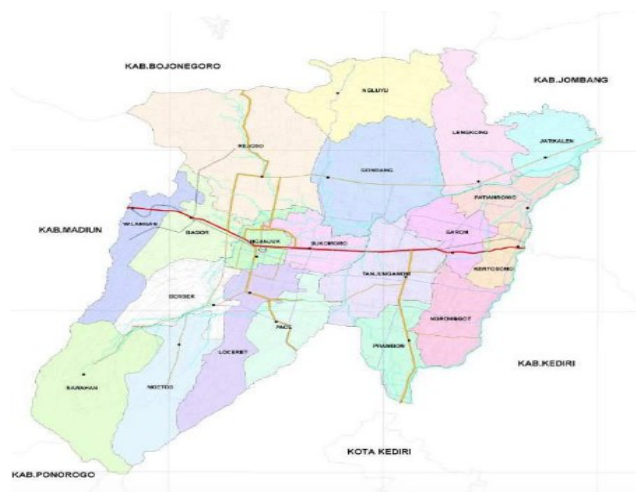 KAB.BOJONEGORO
KAB.JOMBANG
NGLUYU
LENGKONG
JATIKALEN
REJOSO
GONDANG
PATIANROWO
KAB.MADIUN
WILANGAN
BAGOR
NGANJUK
SUKOMORO
BARON
KERTOSONO
TANJUNGANOM
BERBEK
NGRONGGOT
PACE
PRAMBON
LOCERET
KAB.KEDIRI
SAWAHAN
NGETOS
KOTA KEDIRI
KAB.PONOROGO